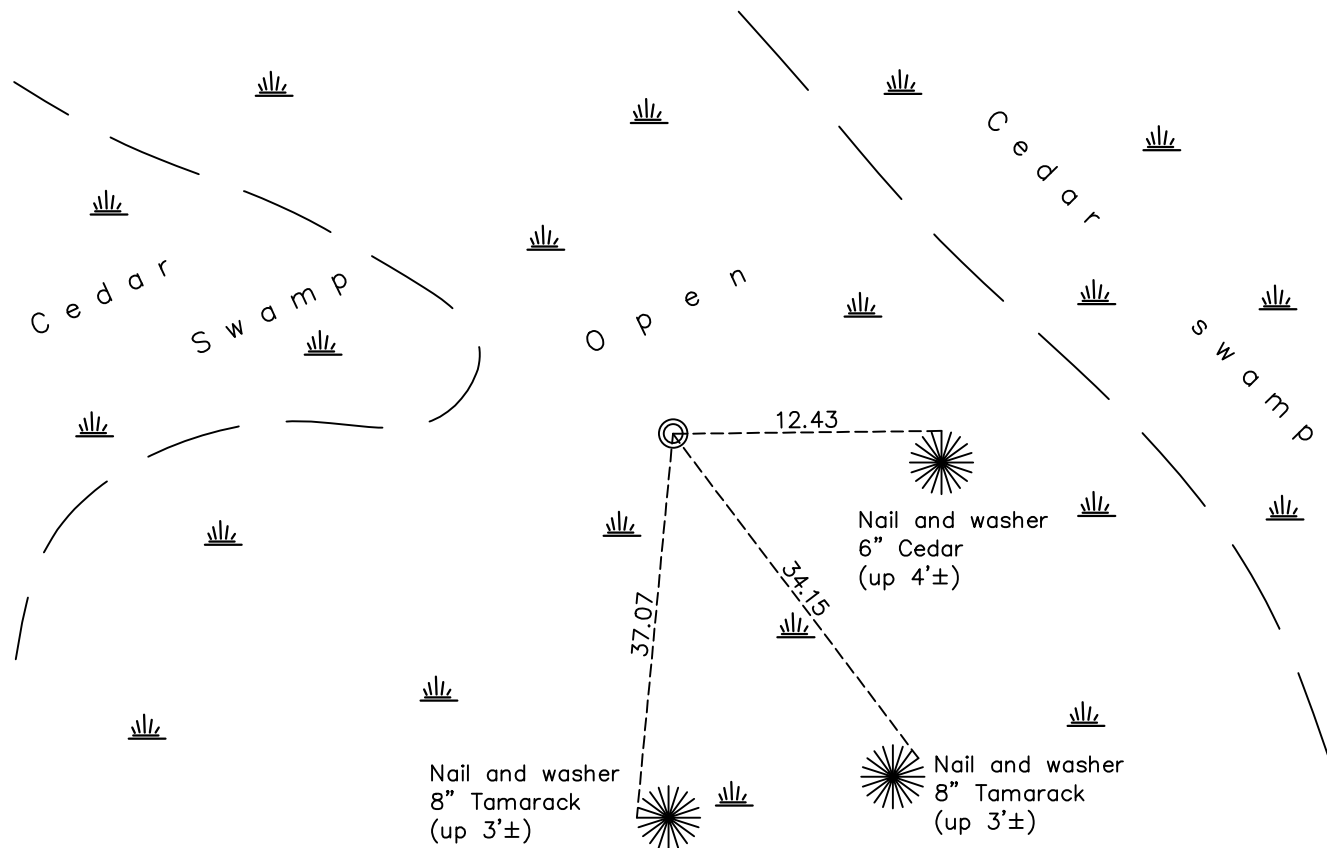 Cedar
Cedar
Swamp
Open
swamp
12.43
Nail and washer
6” Cedar
(up 4'±)
34.15
37.07
Nail and washer
8” Tamarack
(up 3'±)
Nail and washer
8” Tamarack
(up 3'±)